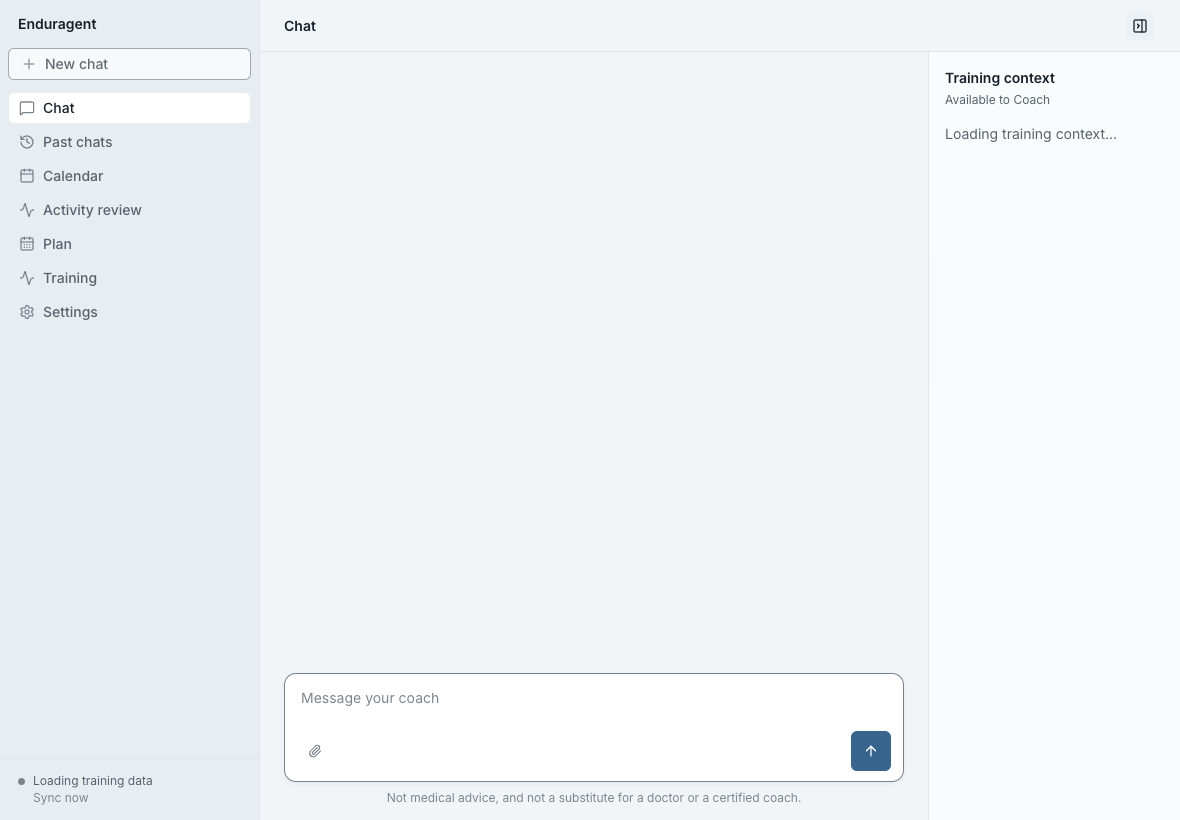 Enduragent
New chat
Chat
Past chats
Calendar
Activity review
Plan
Training
Settings
Loading training data
Sync now
Chat
Message your coach
Not medical advice, and not a substitute for a doctor or a certified coach.
Training context
Available to Coach
Loading training context...